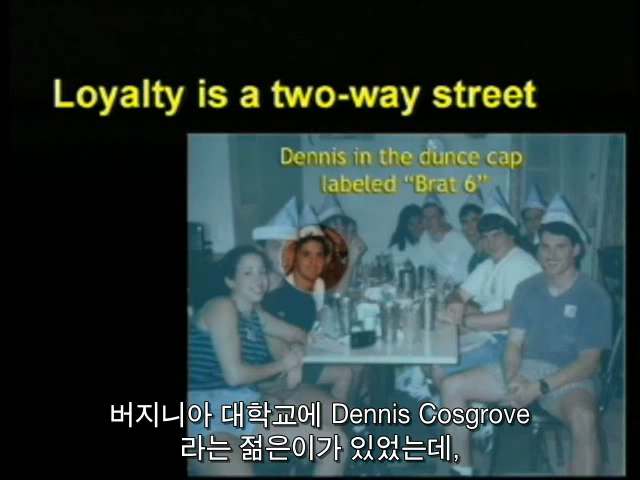 Loyalty is a two-way street
Dennis in the dunce cap
labeled “Brat 6”
버지니아 대학교에 Dennis Cosgrove
라는 젊은이가 있었는데,